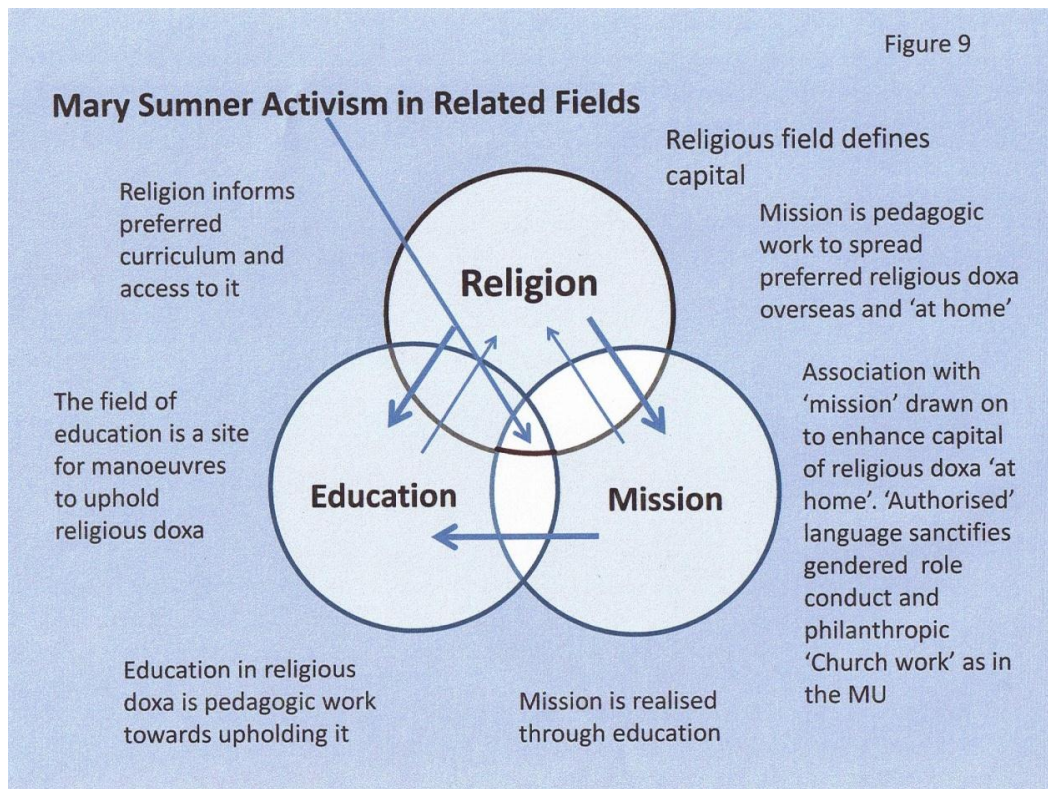 Figure 9
Mary Sumner Activism in Related Fields
Religious field defines
capital
Religion informs
preferred
curriculum and
access to it
Mission is pedagogic
work to spread
preferred religious doxa
overseas and ‘at home’
Religion
The field of
education is a site
for manoeuvres
to uphold
religious doxa
Association with
‘mission’ drawn on
to enhance capital
of religious doxa ‘at
home’. ‘Authorised’
language sanctifies
gendered role
conduct and
philanthropic
‘Church work’ as in
the MU
Education
Mission
Education in religious
doxa is pedagogic work
towards upholding it
Mission is realised
through education